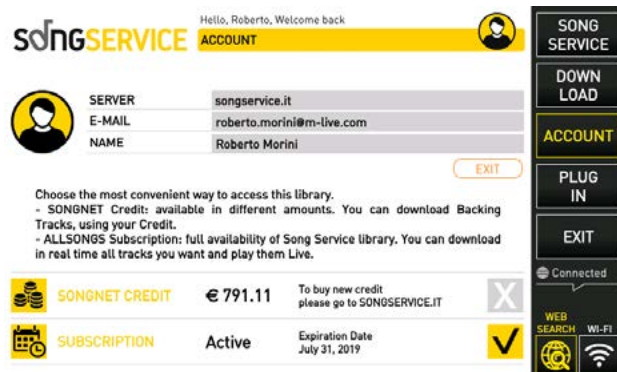 Hello, Roberto, Welcome back
SONGSERVICE
ACCOUNT
SERVER songservice.it
E-MAIL roberto.morini@m-live.com
NAME Roberto Morini
EXIT
Choose the most convenient way to access this library.
- SONGNET Credit: available in different amounts. You can download Backing
Tracks, using your Credit.
- ALLSONGS Subscription: full availability of Song Service library. You can download
in real time all tracks you want and play them Live.
SONGNET CREDIT € 791.11 To buy new credit
please go to SONGSERVICE.IT
X
SUBSCRIPTION Active Expiration Date
July 31, 2019
SONG
SERVICE
DOWN
LOAD
ACCOUNT
PLUG
IN
EXIT
Connected
WEB
SEARCH WI-FI